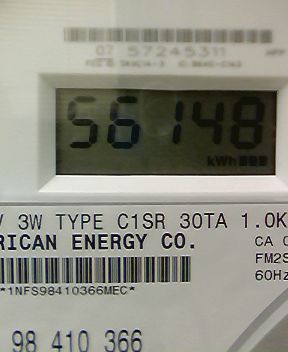 07 57245311
56148
kWh
V 3W TYPE C1SR 30TA 1.0K
RICAN ENERGY CO.
CA 0
FM2S
60Hz
*1NFS98410366MEC*
98 410 366